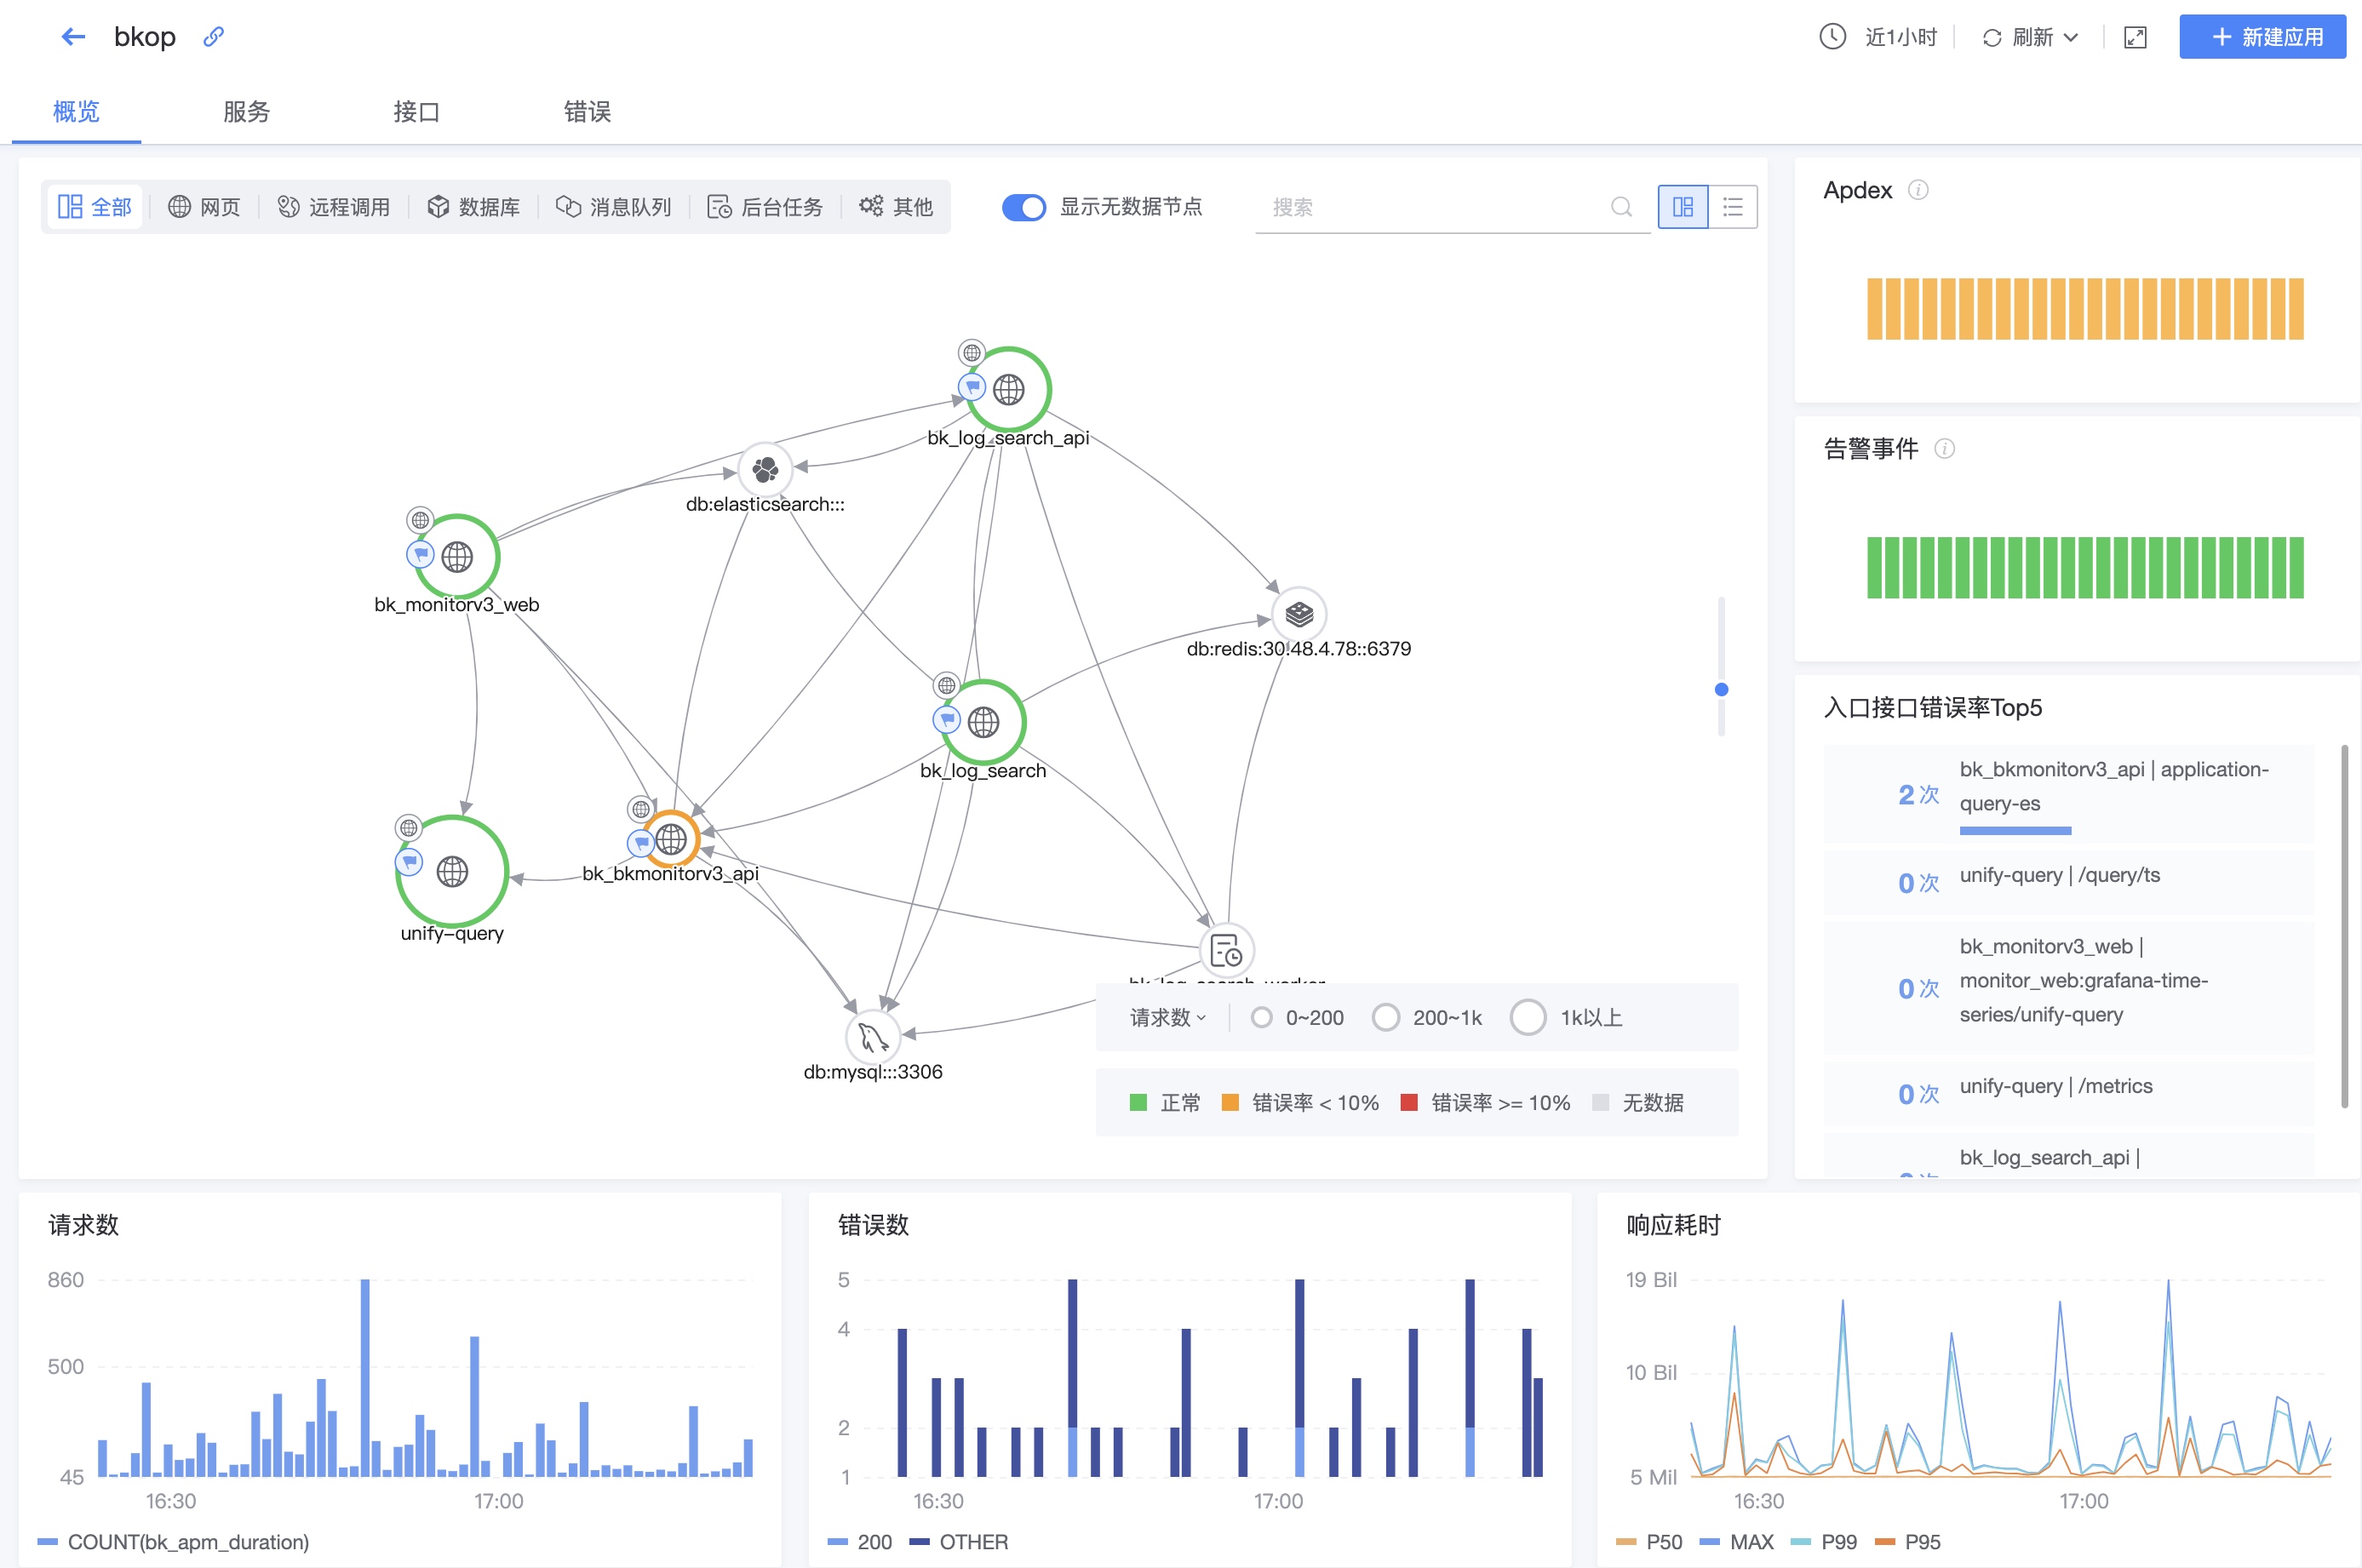 bkop
近1小时
刷新
新建应用
概览
服务
接口
错误
全部
网页
远程调用
数据库
消息队列
后台任务
其他
显示无数据节点
搜索
bk_log_search_api
db:elasticsearch:::
bk_monitorv3_web
db:redis:30:48.4.78::6379
bk_log_search
bk_bkmonitorv3_api
unify-query
bk_log_search_worker
db:mysql:::3306
请求数
0~200
200~1k
1k以上
正常
错误率 < 10%
错误率 >= 10%
无数据
Apdex
告警事件
入口接口错误率Top5
2 次
bk_bkmonitorv3_api | application-
query-es
0 次
unify-query | /query/ts
0 次
bk_monitorv3_web |
monitor_web:grafana-time-
series/unify-query
0 次
unify-query | /metrics
bk_log_search_api |
请求数
860
500
45
16:30
17:00
COUNT(bk_apm_duration)
错误数
5
4
2
1
16:30
17:00
200
OTHER
响应耗时
19 Bil
10 Bil
5 Mil
16:30
17:00
P50
MAX
P99
P95